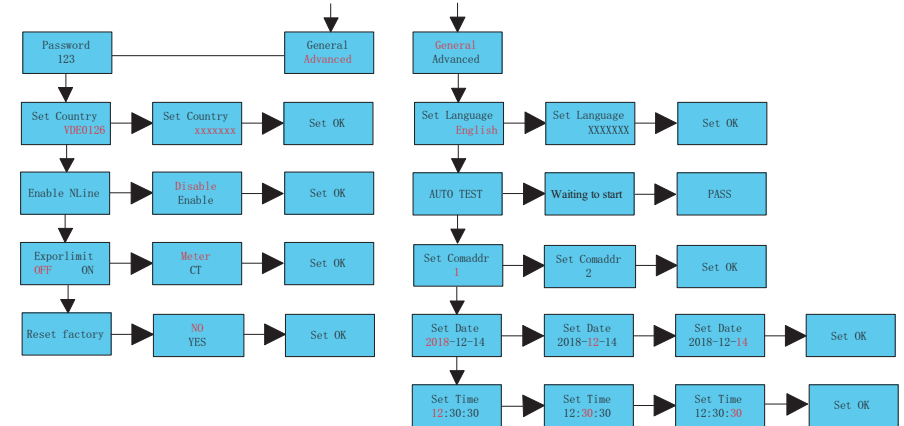 Password
123
General
Advanced
General
Advanced
Set Country
VDE0126
Set Country
xxxxxxx
Set OK
Set Language
English
Set Language
XXXXXXX
Set OK
Enable NLine
Disable
Enable
Set OK
AUTO TEST
Waiting to start
PASS
Exporlimit
OFF ON
Meter
CT
Set OK
Set Comaddr
1
Set Comaddr
2
Set OK
Reset factory
NO
YES
Set OK
Set Date
2018-12-14
Set Date
2018-12-14
Set Date
2018-12-14
Set OK
Set Time
12:30:30
Set Time
12:30:30
Set Time
12:30:30
Set OK